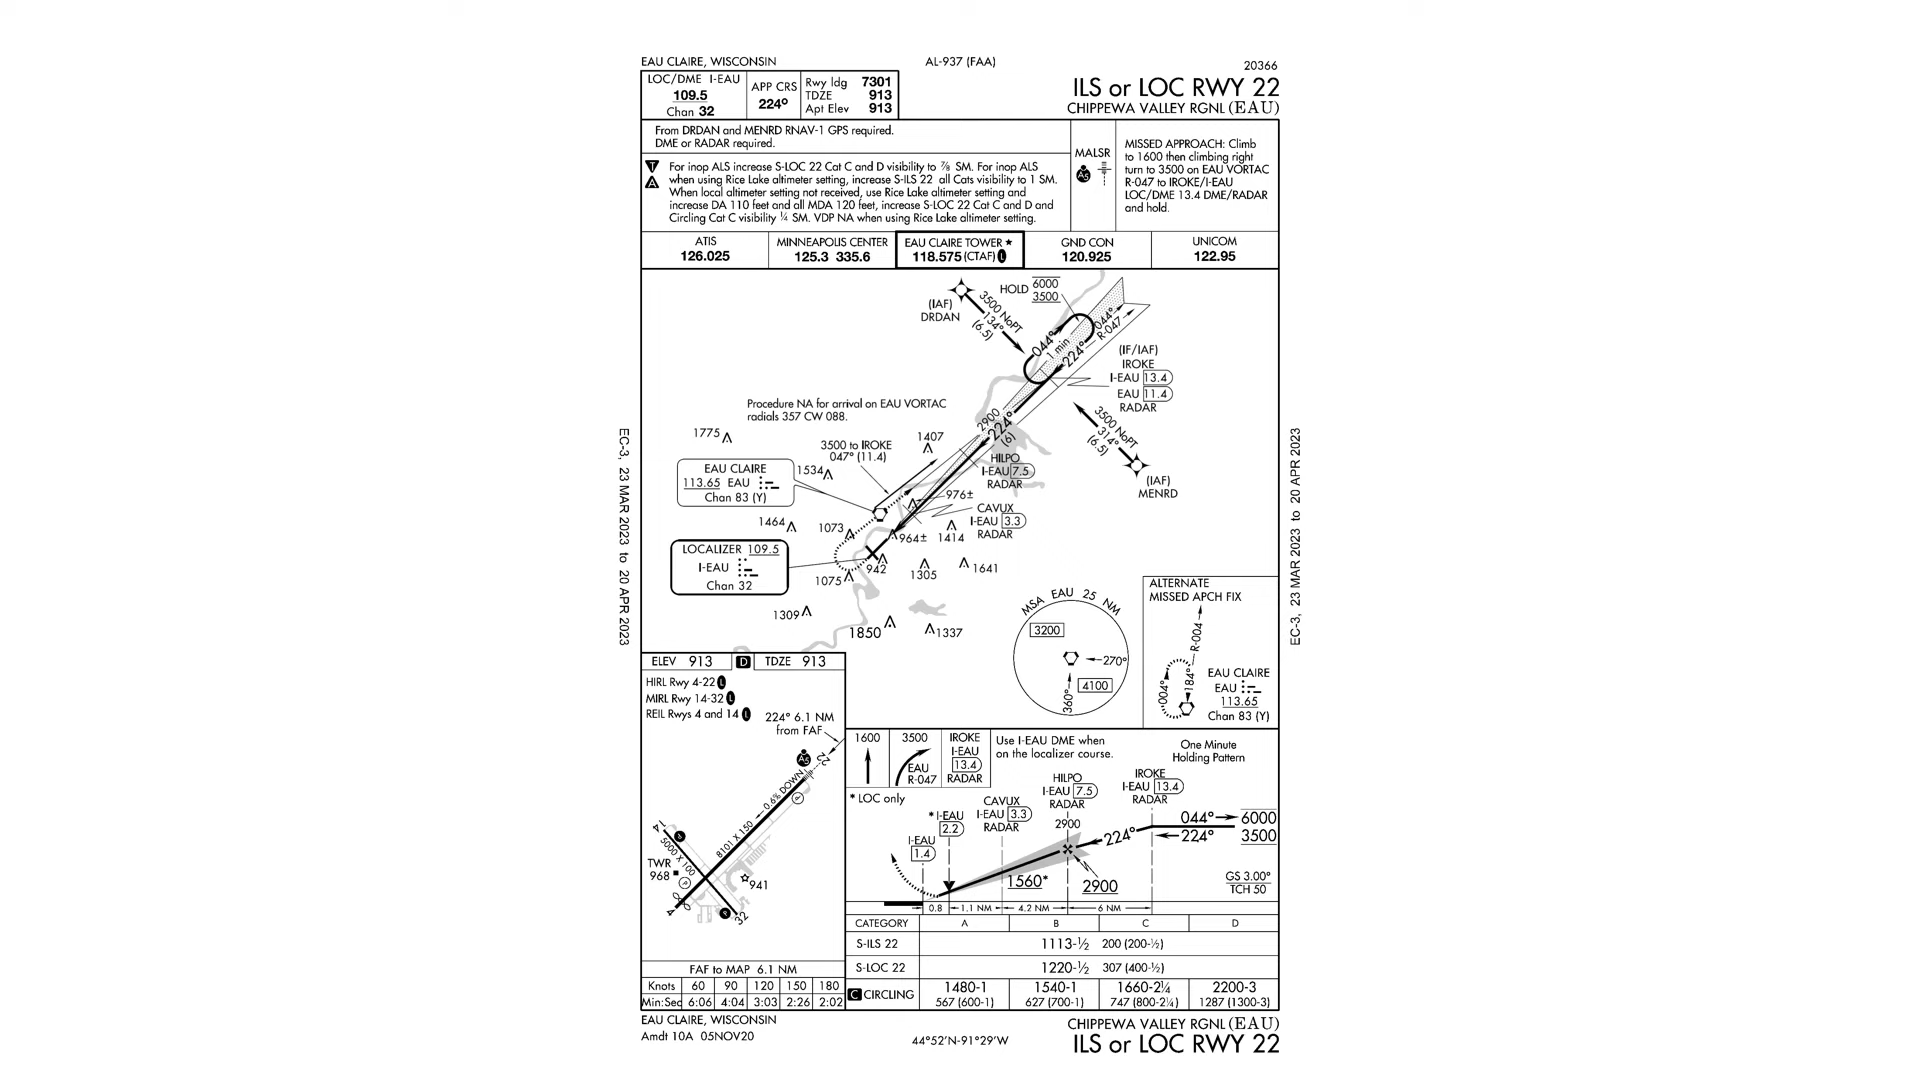 EAU CLAIRE, WISCONSIN
AL-937 (FAA)
20366
LOC/DME I-EAU
109.5
Chan 32
APP CRS
224°
Rwy ldg 7301
TDZE 913
Apt Elev 913
ILS or LOC RWY 22
CHIPPEWA VALLEY RGNL (EAU)
From DRDAN and MENRD RNAV-1 GPS required.
DME or RADAR required.
T
A
For inop ALS increase S-LOC 22 Cat C and D visibility to ⅞ SM. For inop ALS
when using Rice Lake altimeter setting, increase S-ILS 22 all Cats visibility to 1 SM.
When local altimeter setting not received, use Rice Lake altimeter setting and
increase DA 110 feet and all MDA 120 feet, increase S-LOC 22 Cat C and D and
Circling Cat C visibility ¼ SM. VDP NA when using Rice Lake altimeter setting.
MALSR
A5
MISSED APPROACH: Climb
to 1600 then climbing right
turn to 3500 on EAU VORTAC
R-047 to IROKE/I-EAU
LOC/DME 13.4 DME/RADAR
and hold.
ATIS
126.025
MINNEAPOLIS CENTER
125.3 335.6
EAU CLAIRE TOWER ★
118.575 (CTAF) L
GND CON
120.925
UNICOM
122.95
HOLD 6000
3500
(IAF)
DRDAN
3500 NoPT
134°
(6.5)
044°
1 min
224°
044°
R-047
(IF/IAF)
IROKE
I-EAU 13.4
EAU 11.4
RADAR
3500 NoPT
314°
(6.5)
(IAF)
MENRD
2900
224°
(6)
Procedure NA for arrival on EAU VORTAC
radials 357 CW 088.
1775
3500 to IROKE
047° (11.4)
1407
HILPO
I-EAU 7.5
RADAR
EAU CLAIRE
113.65 EAU
Chan 83 (Y)
1534
976±
CAVUX
I-EAU 3.3
RADAR
1464
1073
964±
1414
LOCALIZER 109.5
I-EAU
Chan 32
942
1075
1305
1641
1309
1850
1337
MSA EAU 25 NM
3200
270°
4100
360°
ALTERNATE
MISSED APCH FIX
R-004
004°
184°
EAU CLAIRE
EAU
113.65
Chan 83 (Y)
EC-3, 23 MAR 2023 to 20 APR 2023
EC-3, 23 MAR 2023 to 20 APR 2023
ELEV 913
D
TDZE 913
HIRL Rwy 4-22 L
MIRL Rwy 14-32 L
REIL Rwys 4 and 14 L
224° 6.1 NM
from FAF
A5
22
0.6% DOWN
P
8101 X 150
14
5000 X 100
TWR
968
P
941
4
32
FAF to MAP 6.1 NM
Knots 60 90 120 150 180
Min:Sec 6:06 4:04 3:03 2:26 2:02
1600
3500
EAU
R-047
IROKE
I-EAU
13.4
RADAR
Use I-EAU DME when
on the localizer course.
One Minute
Holding Pattern
* LOC only
I-EAU
1.4
* I-EAU
2.2
CAVUX
I-EAU 3.3
RADAR
HILPO
I-EAU 7.5
RADAR
2900
IROKE
I-EAU 13.4
RADAR
044° 6000
224° 3500
224°
1560*
2900
GS 3.00°
TCH 50
0.8 1.1 NM 4.2 NM 6 NM
CATEGORY A B C D
S-ILS 22 1113-½ 200 (200-½)
S-LOC 22 1220-½ 307 (400-½)
C CIRCLING
1480-1
567 (600-1)
1540-1
627 (700-1)
1660-2¼
747 (800-2¼)
2200-3
1287 (1300-3)
EAU CLAIRE, WISCONSIN
Amdt 10A 05NOV20
44°52'N-91°29'W
CHIPPEWA VALLEY RGNL (EAU)
ILS or LOC RWY 22